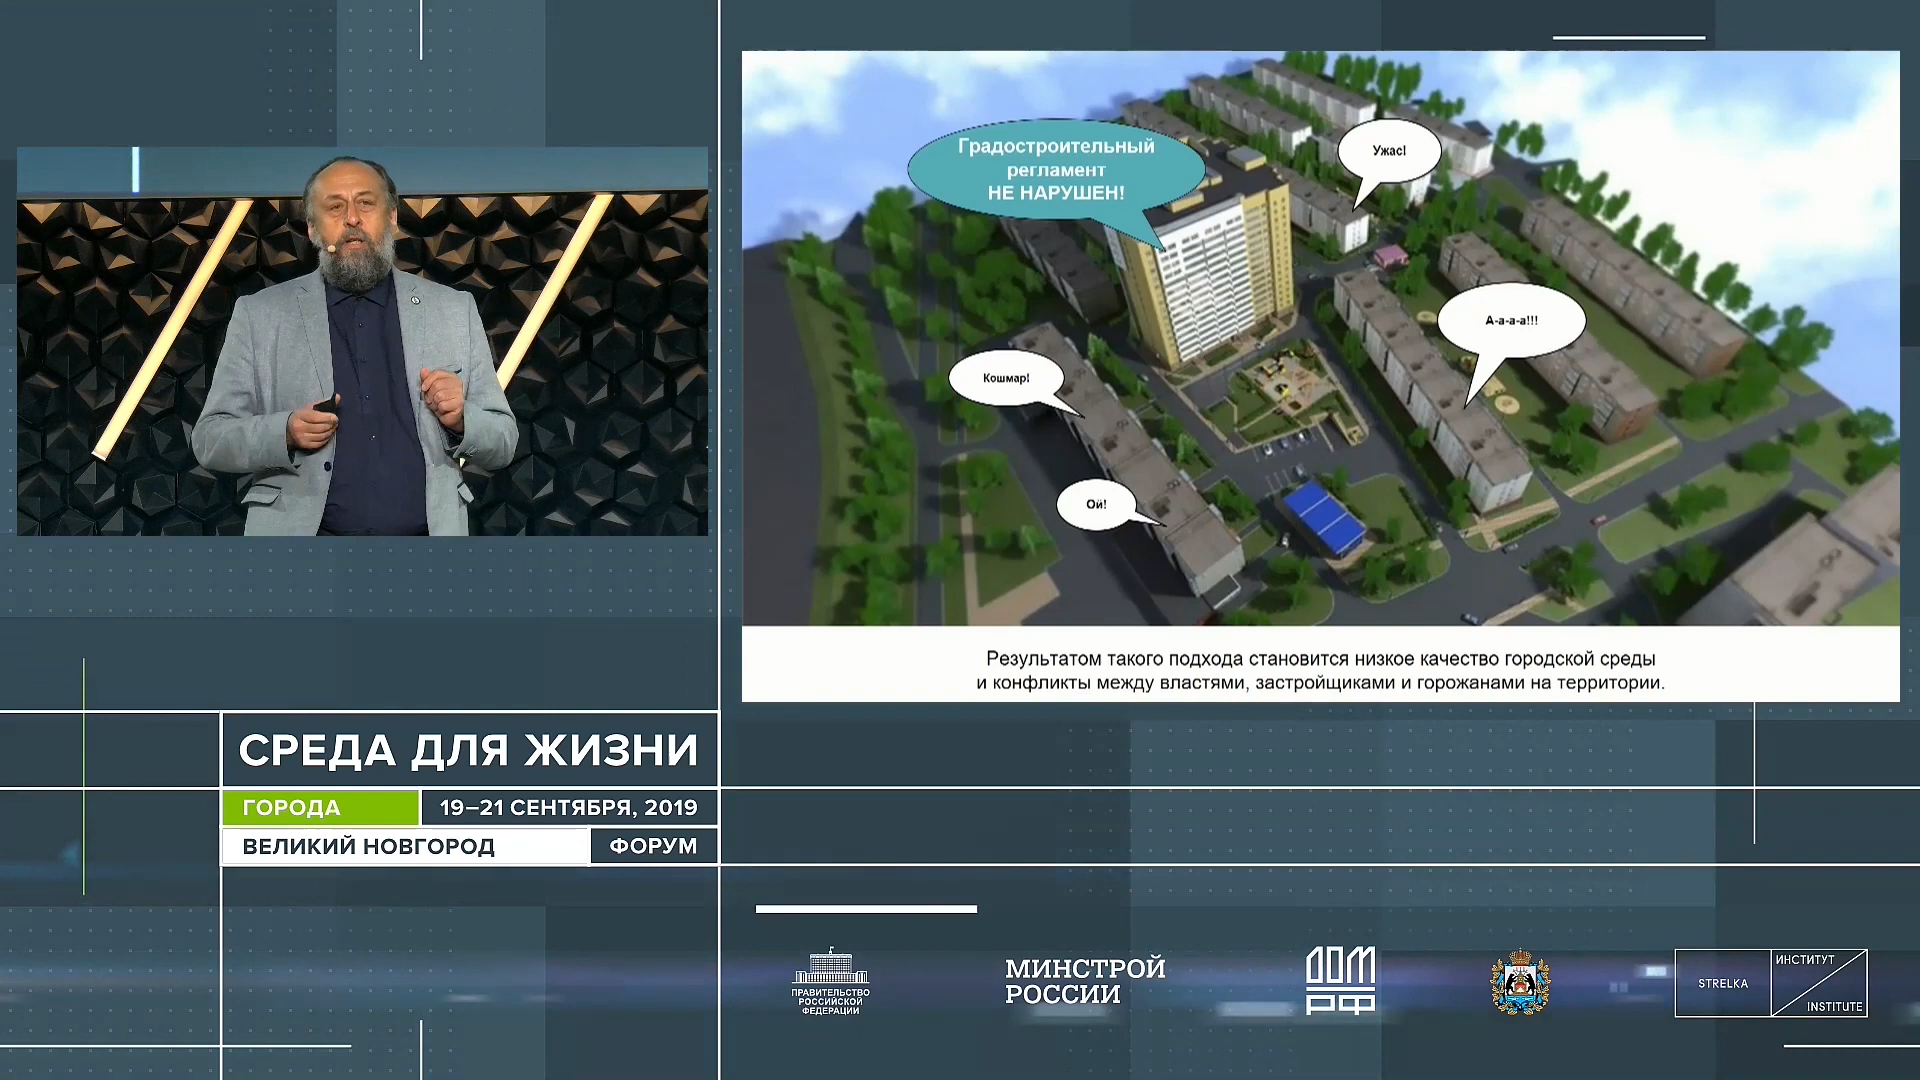 Градостроительный
регламент
НЕ НАРУШЕН!
Ужас!
А-а-а-а!!!
Кошмар!
Ой!
Результатом такого подхода становится низкое качество городской среды
и конфликты между властями, застройщиками и горожанами на территории.
СРЕДА ДЛЯ ЖИЗНИ
ГОРОДА
19–21 СЕНТЯБРЯ, 2019
ВЕЛИКИЙ НОВГОРОД
ФОРУМ
ПРАВИТЕЛЬСТВО
РОССИЙСКОЙ
ФЕДЕРАЦИИ
МИНСТРОЙ
РОССИИ
ДОМ
РФ
STRELKA
ИНСТИТУТ
INSTITUTE